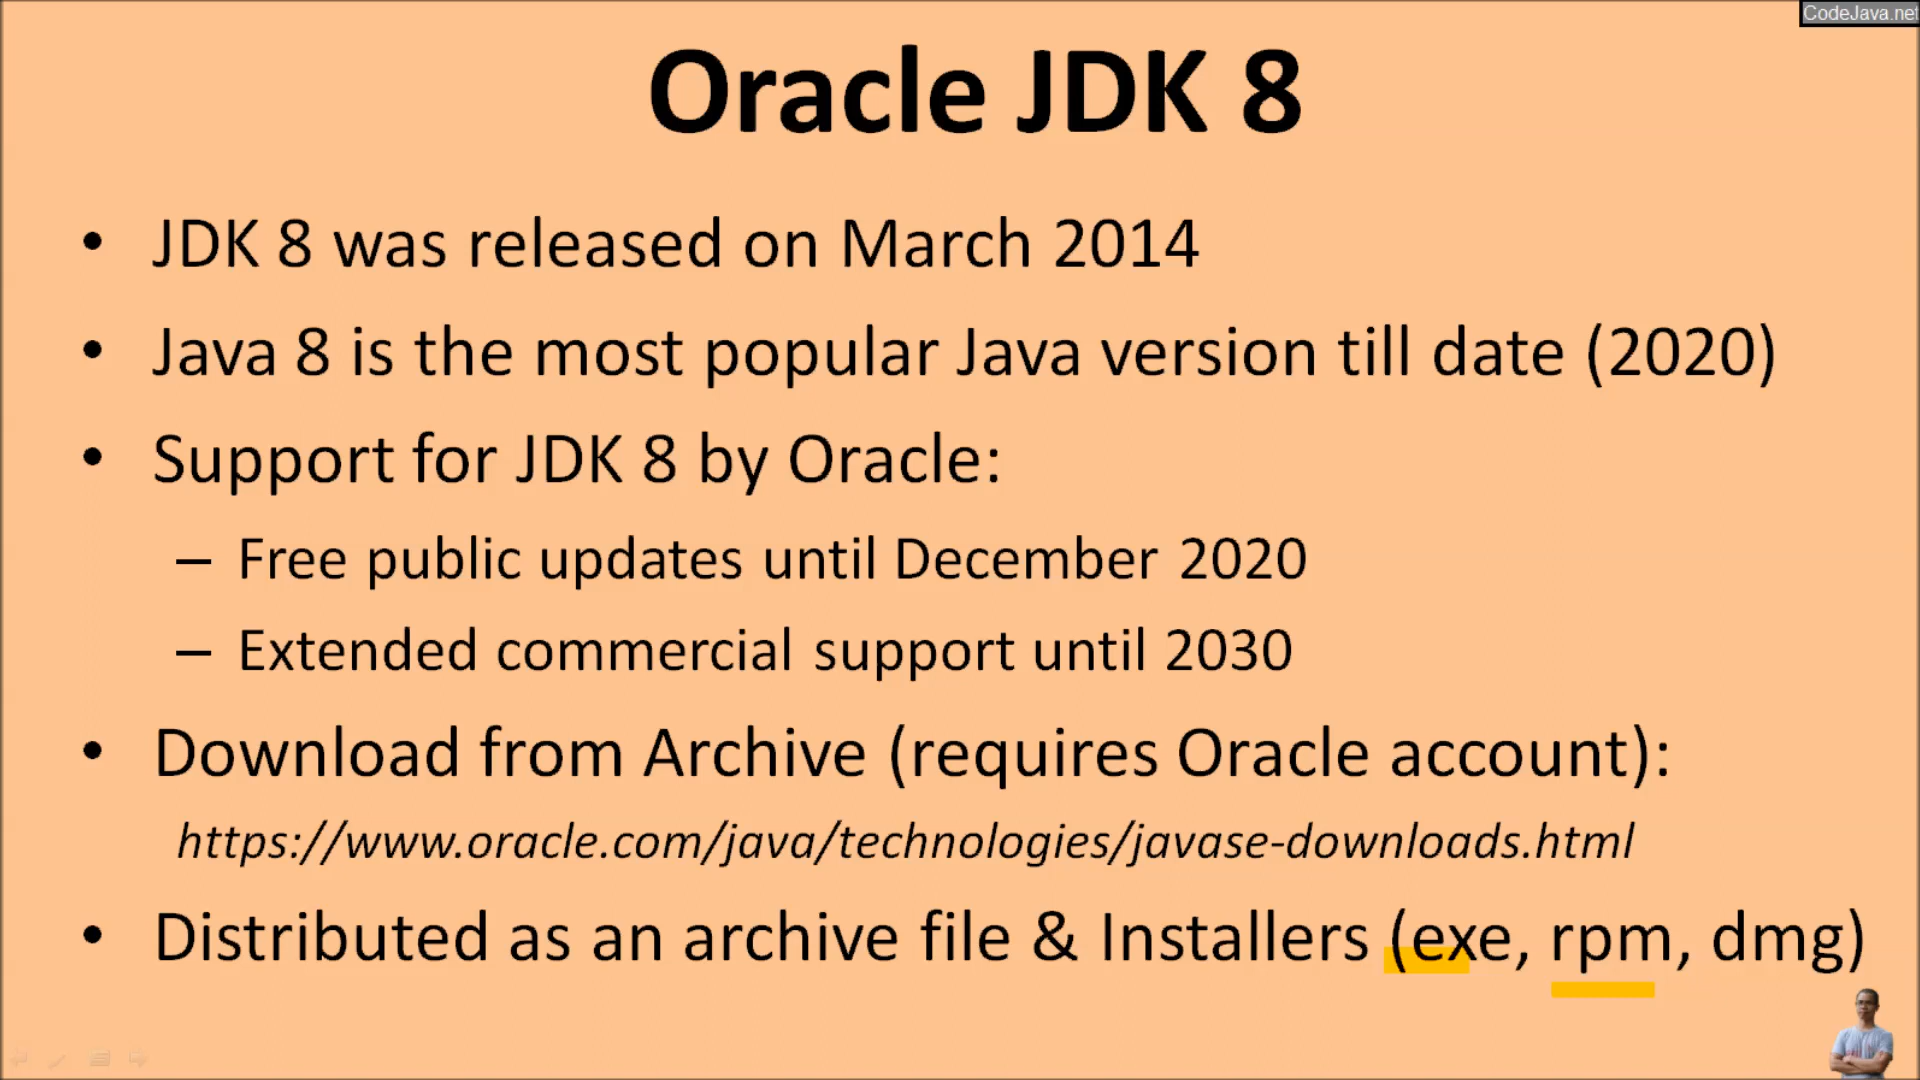 CodeJava.net
Oracle JDK 8
• JDK 8 was released on March 2014
• Java 8 is the most popular Java version till date (2020)
• Support for JDK 8 by Oracle:
– Free public updates until December 2020
– Extended commercial support until 2030
• Download from Archive (requires Oracle account):
https://www.oracle.com/java/technologies/javase-downloads.html
• Distributed as an archive file & Installers (exe, rpm, dmg)